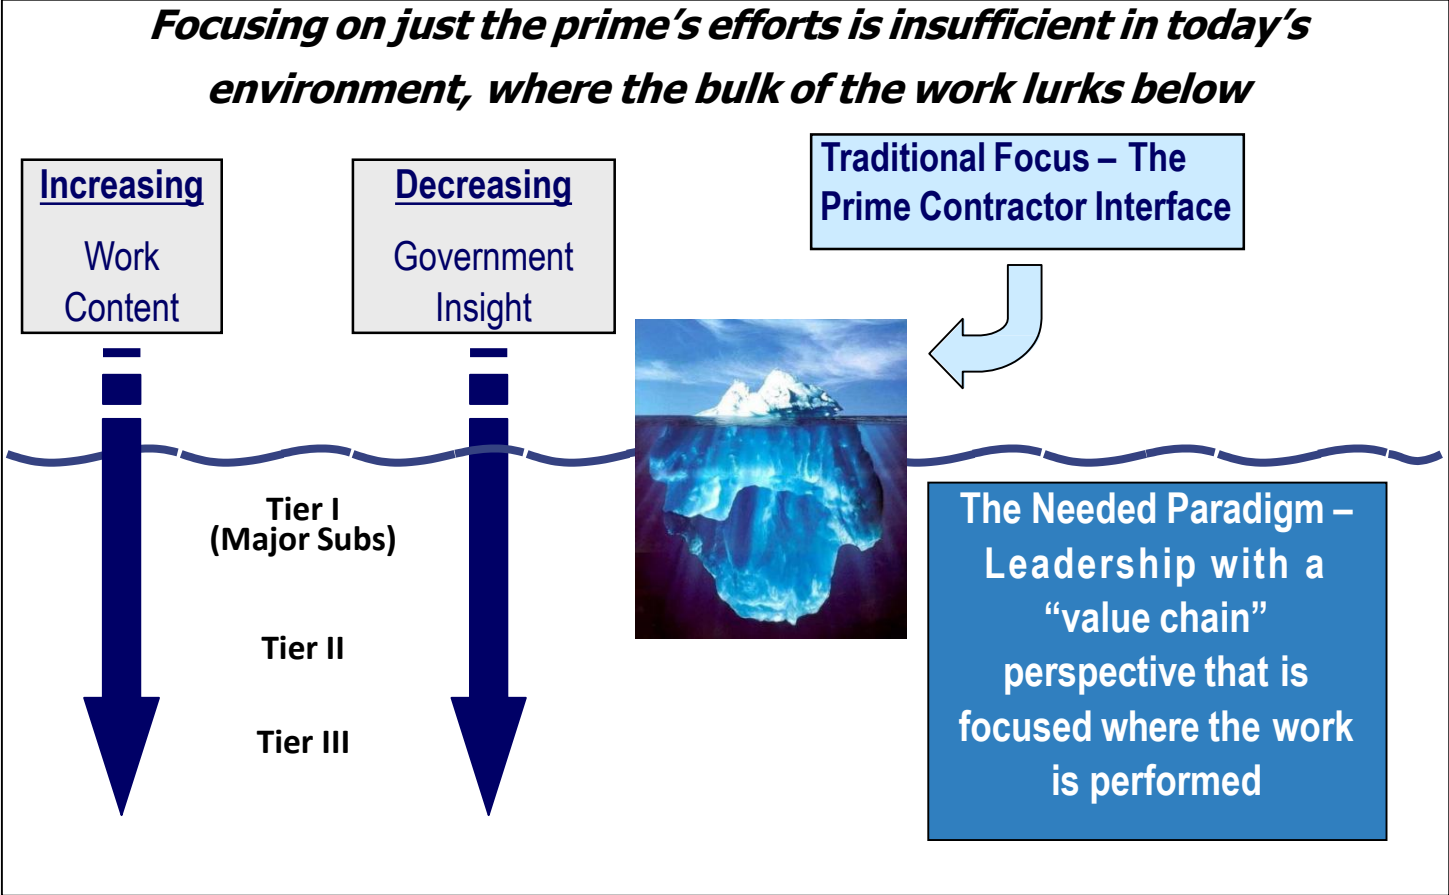 Focusing on just the prime’s efforts is insufficient in today’s
environment, where the bulk of the work lurks below
Increasing
Work
Content
Decreasing
Government
Insight
Traditional Focus – The
Prime Contractor Interface
Tier I
(Major Subs)
Tier II
Tier III
The Needed Paradigm –
Leadership with a
“value chain”
perspective that is
focused where the work
is performed